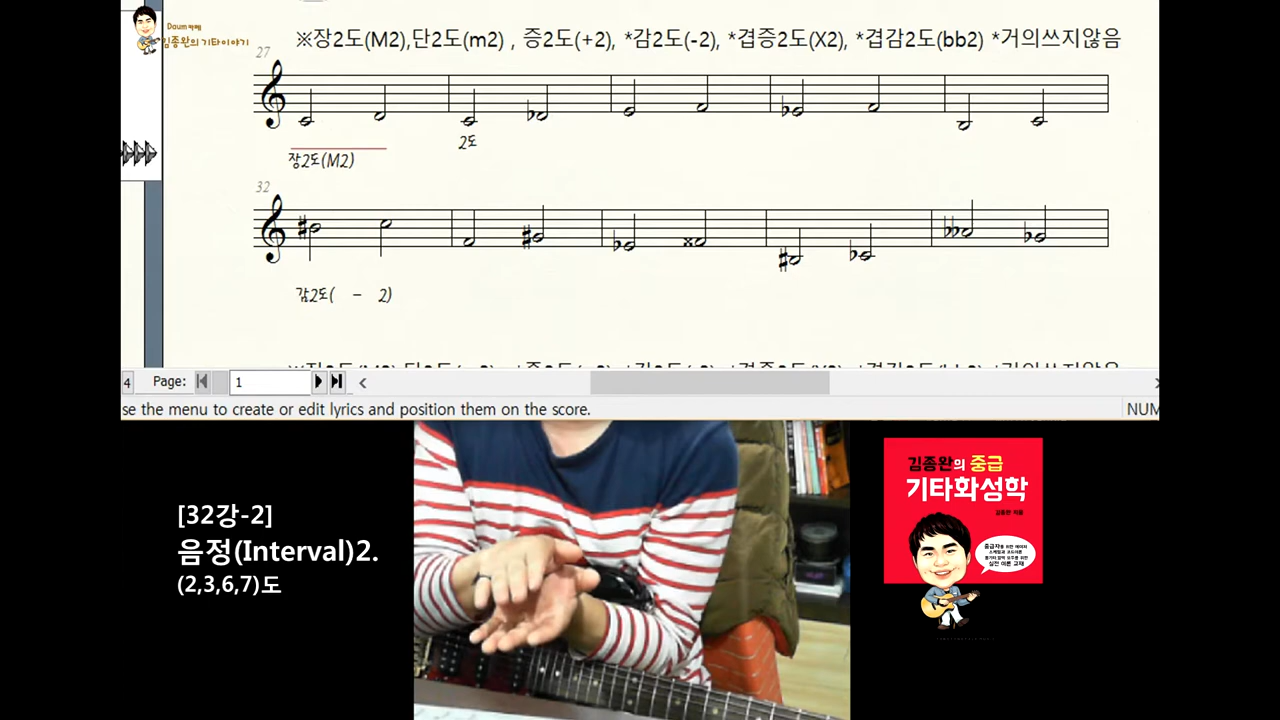 Daum카페
김종완의 기타이야기
※장2도(M2),단2도(m2) , 증2도(+2), *감2도(-2), *겹증2도(X2), *겹감2도(bb2) *거의쓰지않음
27
장2도(M2)
2도
32
감2도( - 2)
4 Page: 1
se the menu to create or edit lyrics and position them on the score.
NUM
[32강-2]
음정(Interval)2.
(2,3,6,7)도
김종완의 중급
기타화성학
김종완 지음